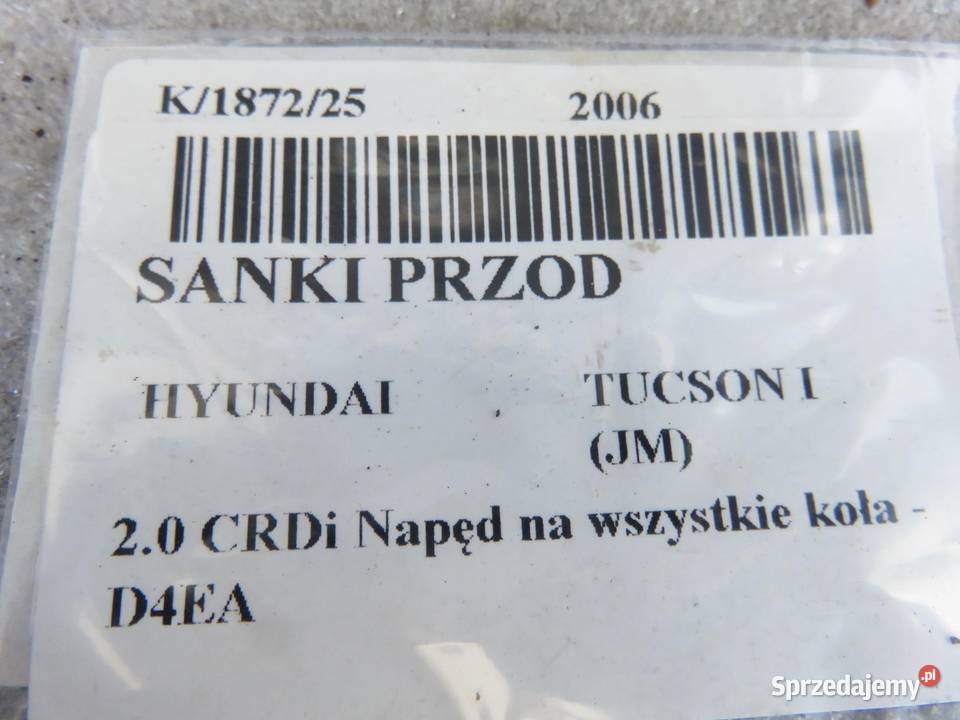 K/1872/25 2006
SANKI PRZOD
HYUNDAI TUCSON I
(JM)
2.0 CRDi Napęd na wszystkie koła -
D4EA
Sprzedajemy.pl